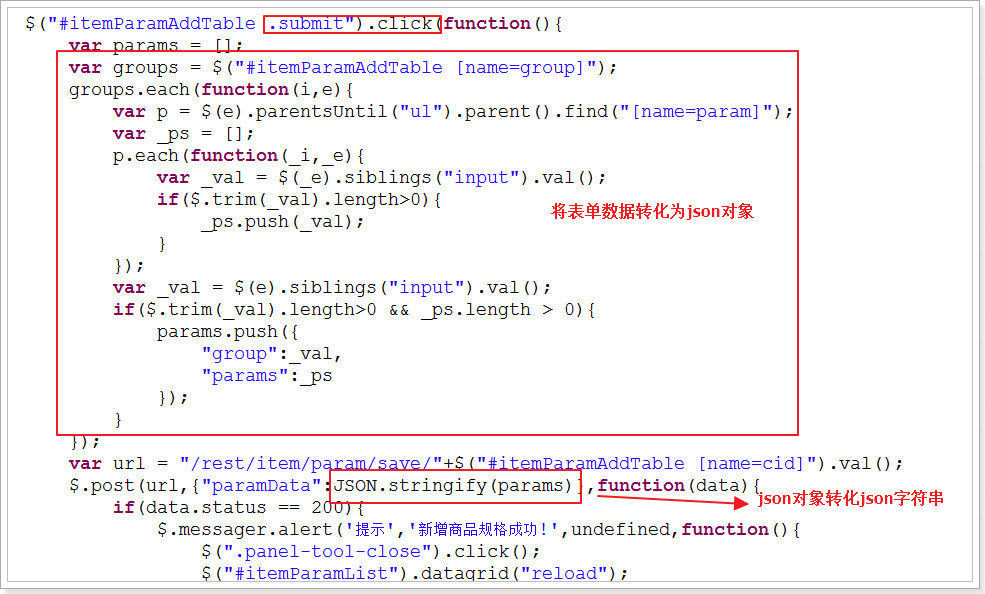 $("#itemParamAddTable .submit").click(function(){
    var params = [];
    var groups = $("#itemParamAddTable [name=group]");
    groups.each(function(i,e){
        var p = $(e).parentsUntil("ul").parent().find("[name=param]");
        var _ps = [];
        p.each(function(_i,_e){
            var _val = $(_e).siblings("input").val();
            if($.trim(_val).length>0){
                _ps.push(_val);
            }
        });
        var _val = $(e).siblings("input").val();
        if($.trim(_val).length>0 && _ps.length > 0){
            params.push({
                "group":_val,
                "params":_ps
            });
        }
    });
    var url = "/rest/item/param/save/"+$("#itemParamAddTable [name=cid]").val();
    $.post(url,{"paramData":JSON.stringify(params)},function(data){
        if(data.status == 200){
            $.messager.alert('提示','新增商品规格成功!',undefined,function(){
                $(".panel-tool-close").click();
                $("#itemParamList").datagrid("reload");
将表单数据转化为json对象
json对象转化json字符串